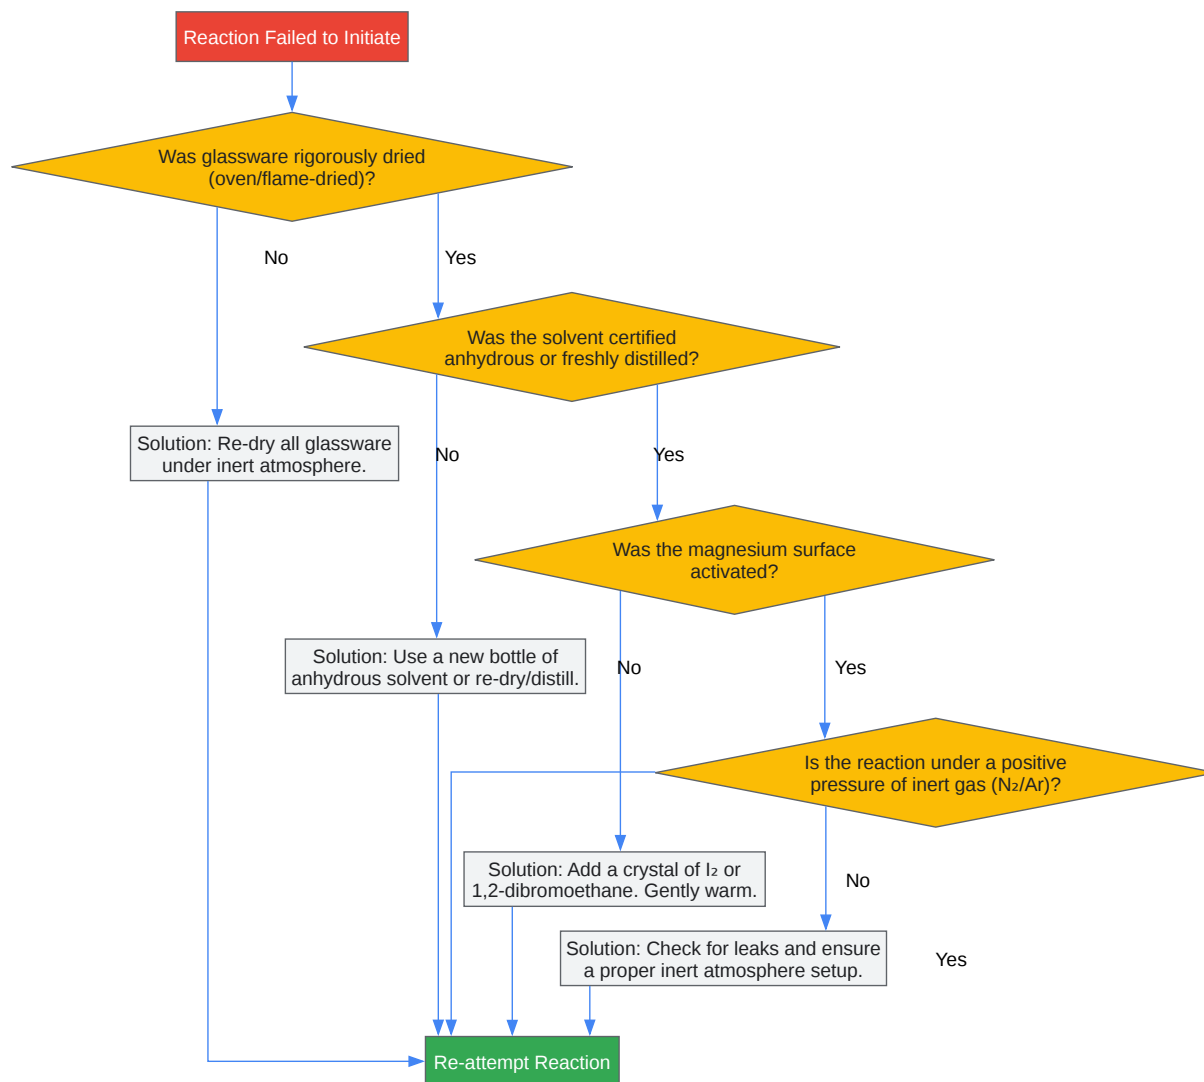 Reaction Failed to Initiate
Was glassware rigorously dried
(oven/flame-dried)?
No
Yes
Was the solvent certified
anhydrous or freshly distilled?
Solution: Re-dry all glassware
under inert atmosphere.
No
Yes
Was the magnesium surface
activated?
Solution: Use a new bottle of
anhydrous solvent or re-dry/distill.
No
Yes
Is the reaction under a positive
pressure of inert gas (N₂/Ar)?
Solution: Add a crystal of I₂ or
1,2-dibromoethane. Gently warm.
No
Solution: Check for leaks and ensure
a proper inert atmosphere setup.
Yes
Re-attempt Reaction